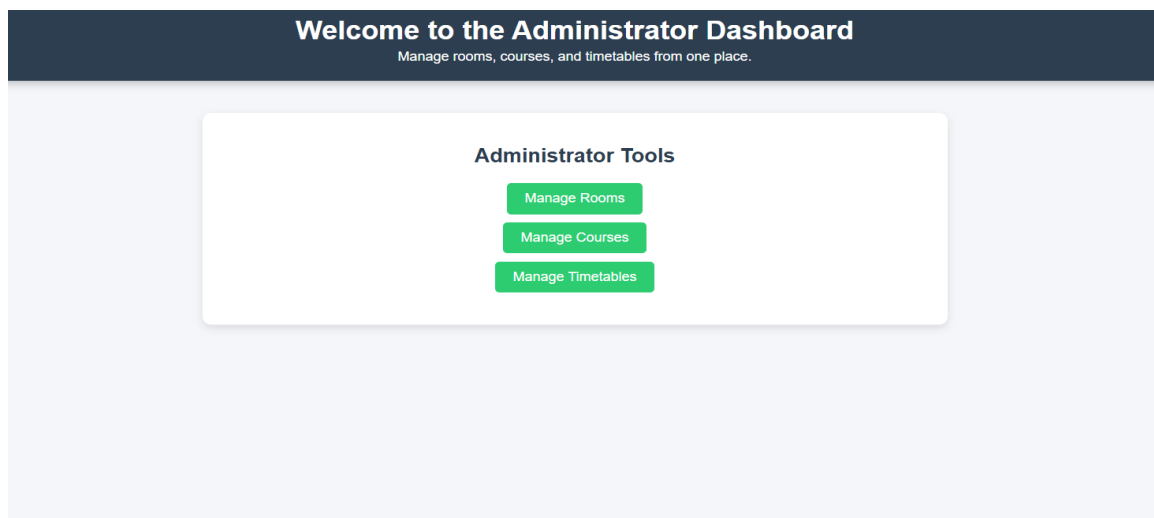 Welcome to the Administrator Dashboard
Manage rooms, courses, and timetables from one place.
Administrator Tools
Manage Rooms
Manage Courses
Manage Timetables